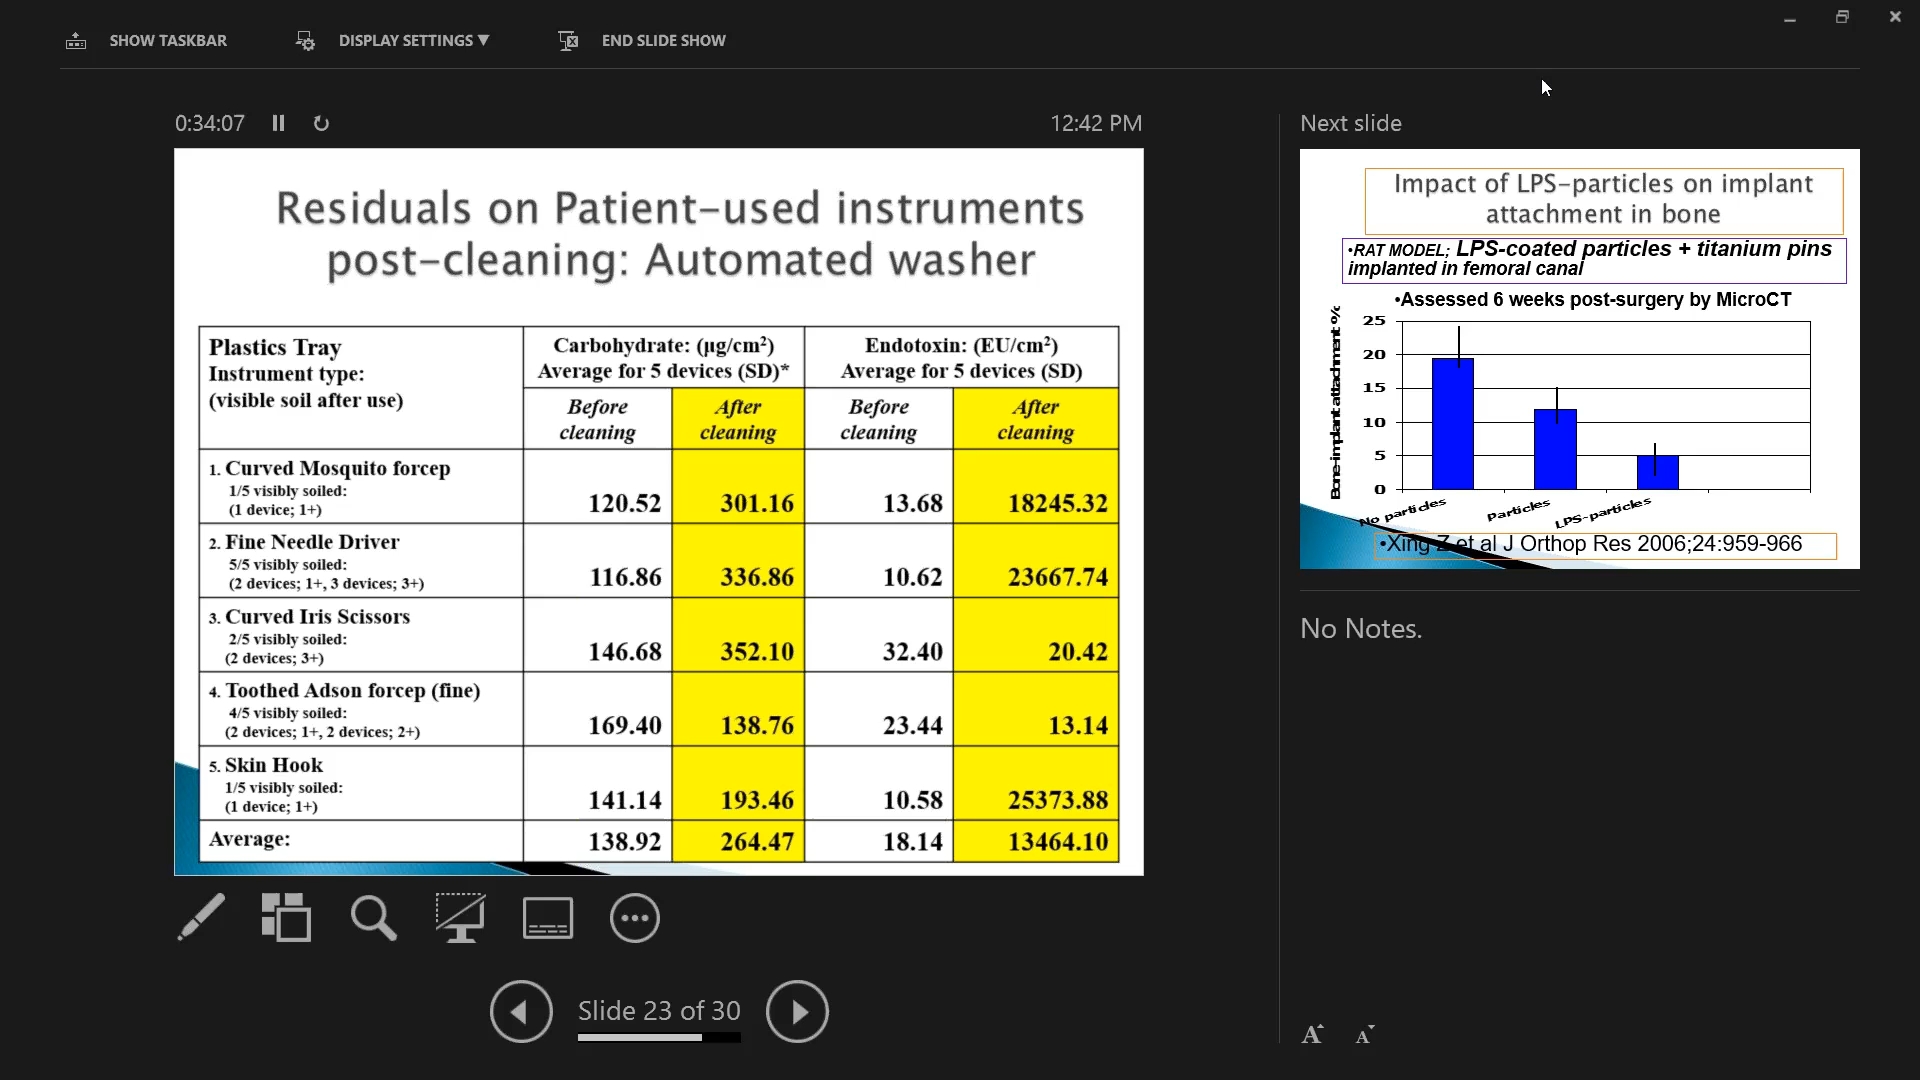 SHOW TASKBAR
DISPLAY SETTINGS ▼
END SLIDE SHOW
0:34:07
12:42 PM
Residuals on Patient-used instruments
post-cleaning: Automated washer
Plastics Tray
Instrument type:
(visible soil after use)
Carbohydrate: (µg/cm²)
Average for 5 devices (SD)*
Endotoxin: (EU/cm²)
Average for 5 devices (SD)
Before
cleaning
After
cleaning
Before
cleaning
After
cleaning
1. Curved Mosquito forcep
1/5 visibly soiled:
(1 device; 1+)
120.52 301.16 13.68 18245.32
2. Fine Needle Driver
5/5 visibly soiled:
(2 devices; 1+, 3 devices; 3+)
116.86 336.86 10.62 23667.74
3. Curved Iris Scissors
2/5 visibly soiled:
(2 devices; 3+)
146.68 352.10 32.40 20.42
4. Toothed Adson forcep (fine)
4/5 visibly soiled:
(2 devices; 1+, 2 devices; 2+)
169.40 138.76 23.44 13.14
5. Skin Hook
1/5 visibly soiled:
(1 device; 1+)
141.14 193.46 10.58 25373.88
Average: 138.92 264.47 18.14 13464.10
Slide 23 of 30
Next slide
Impact of LPS-particles on implant
attachment in bone
•RAT MODEL; LPS-coated particles + titanium pins
implanted in femoral canal
•Assessed 6 weeks post-surgery by MicroCT
Bone-implant attachment %
25
20
15
10
5
0
No particles
Particles
LPS-particles
•Xing Z et al J Orthop Res 2006;24:959-966
No Notes.
A A